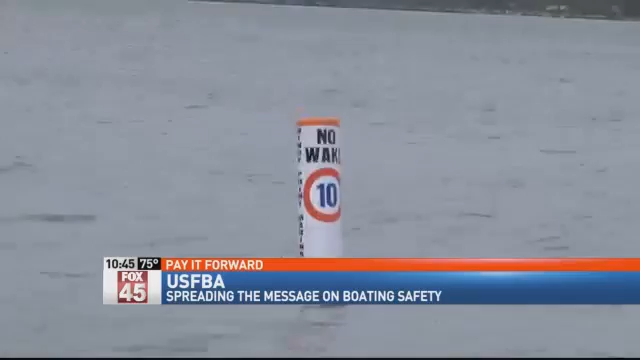 NO
WAKE
10
10:45 75° PAY IT FORWARD
FOX
45
USFBA
SPREADING THE MESSAGE ON BOATING SAFETY